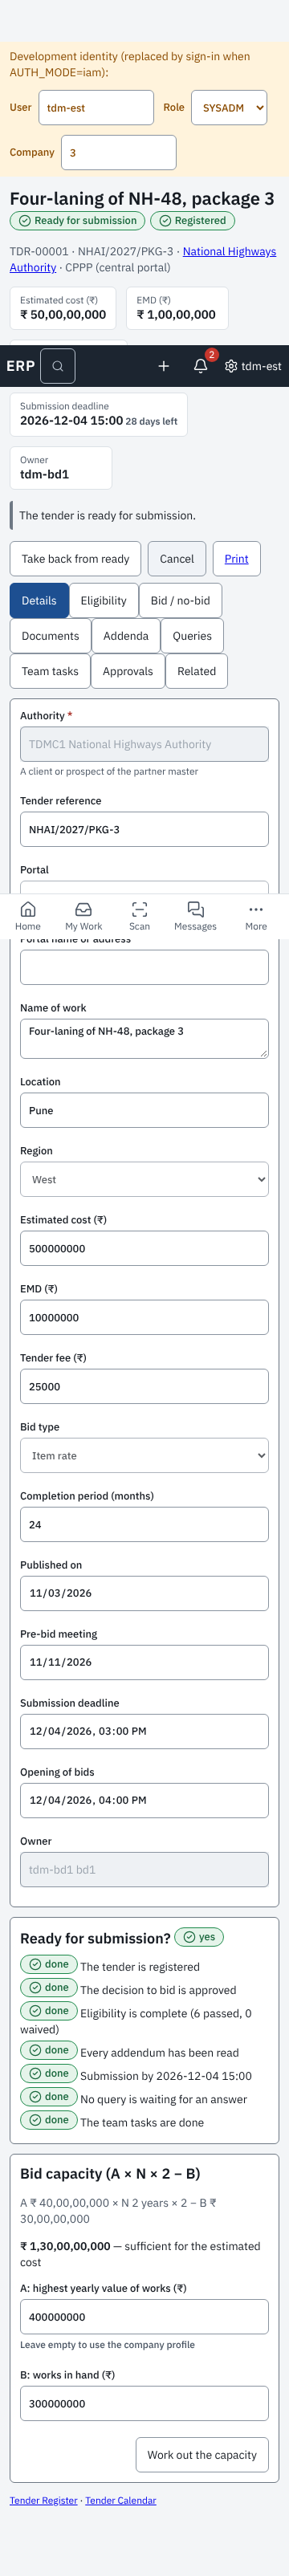 Development identity (replaced by sign-in when
AUTH_MODE=iam):
User tdm-est Role SYSADM
Company 3
Four-laning of NH-48, package 3
Ready for submission Registered
TDR-00001 · NHAI/2027/PKG-3 · National Highways
Authority · CPPP (central portal)
Estimated cost (₹) EMD (₹)
₹ 50,00,00,000 ₹ 1,00,00,000
ERP 2 tdm-est
Submission deadline
2026-12-04 15:00 28 days left
Owner
tdm-bd1
The tender is ready for submission.
Take back from ready Cancel Print
Details Eligibility Bid / no-bid
Documents Addenda Queries
Team tasks Approvals Related
Authority *
TDMC1 National Highways Authority
A client or prospect of the partner master
Tender reference
NHAI/2027/PKG-3
Portal
Home My Work Scan Messages More
Portal name or address
Name of work
Four-laning of NH-48, package 3
Location
Pune
Region
West
Estimated cost (₹)
500000000
EMD (₹)
10000000
Tender fee (₹)
25000
Bid type
Item rate
Completion period (months)
24
Published on
11/03/2026
Pre-bid meeting
11/11/2026
Submission deadline
12/04/2026, 03:00 PM
Opening of bids
12/04/2026, 04:00 PM
Owner
tdm-bd1 bd1
Ready for submission? yes
done The tender is registered
done The decision to bid is approved
done Eligibility is complete (6 passed, 0
waived)
done Every addendum has been read
done Submission by 2026-12-04 15:00
done No query is waiting for an answer
done The team tasks are done
Bid capacity (A × N × 2 − B)
A ₹ 40,00,00,000 × N 2 years × 2 − B ₹
30,00,00,000
₹ 1,30,00,00,000 — sufficient for the estimated
cost
A: highest yearly value of works (₹)
400000000
Leave empty to use the company profile
B: works in hand (₹)
300000000
Work out the capacity
Tender Register · Tender Calendar